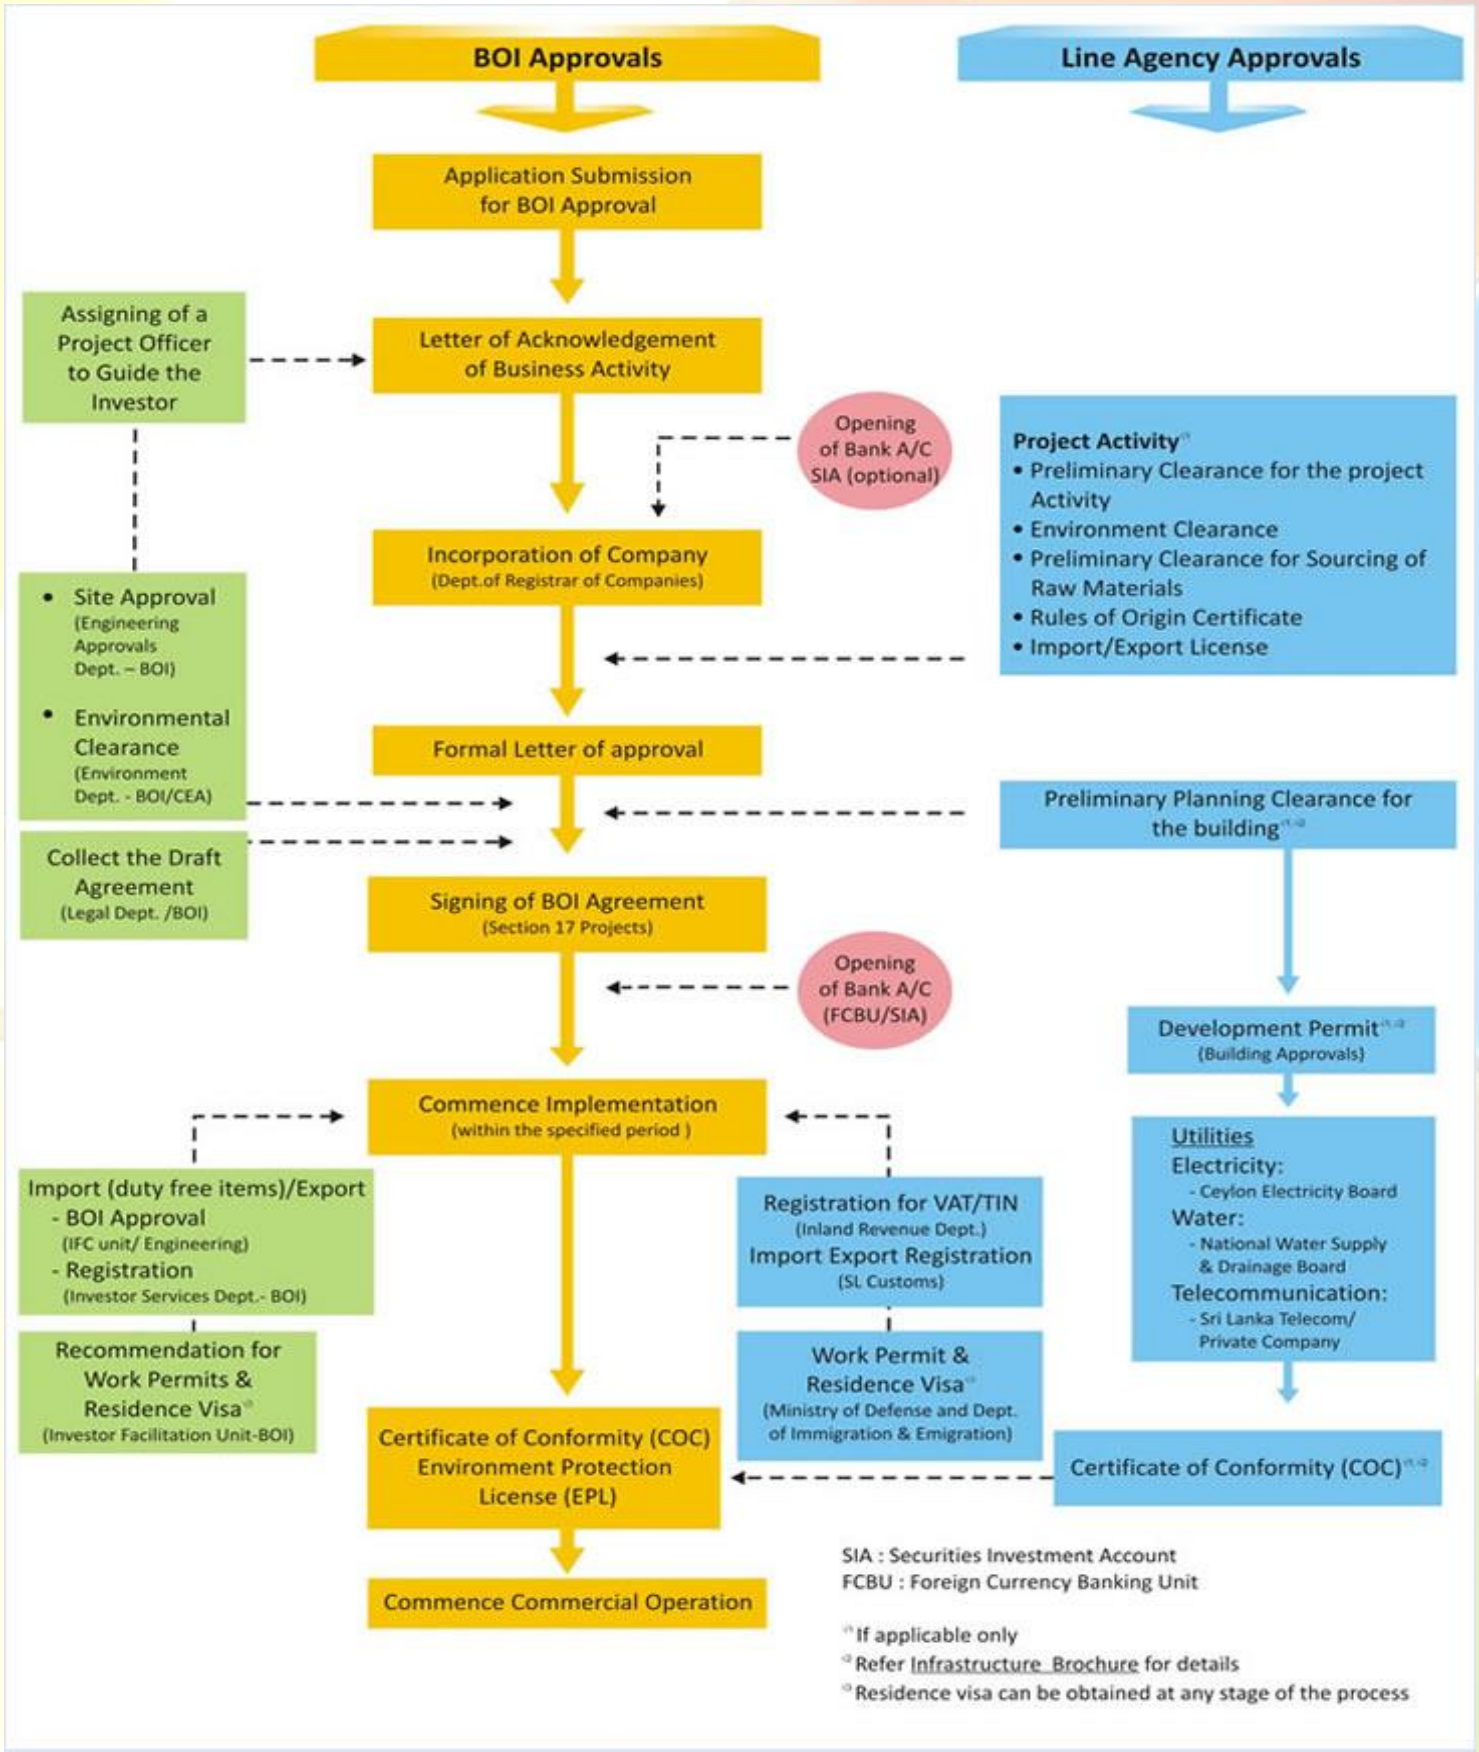 BOI Approvals
Line Agency Approvals
Application Submission
for BOI Approval
Assigning of a
Project Officer
to Guide the
Investor
Letter of Acknowledgement
of Business Activity
Opening
of Bank A/C
SIA (optional)
Project Activity
• Preliminary Clearance for the project
Activity
• Environment Clearance
• Preliminary Clearance for Sourcing of
Raw Materials
• Rules of Origin Certificate
• Import/Export License
Incorporation of Company
(Dept.of Registrar of Companies)
• Site Approval
(Engineering
Approvals
Dept. – BOI)
• Environmental
Clearance
(Environment
Dept. - BOI/CEA)
Formal Letter of approval
Preliminary Planning Clearance for
the building
Collect the Draft
Agreement
(Legal Dept. /BOI)
Signing of BOI Agreement
(Section 17 Projects)
Opening
of Bank A/C
(FCBU/SIA)
Development Permit
(Building Approvals)
Commence Implementation
(within the specified period )
Utilities
Electricity:
- Ceylon Electricity Board
Water:
- National Water Supply
& Drainage Board
Telecommunication:
- Sri Lanka Telecom/
Private Company
Import (duty free items)/Export
- BOI Approval
(IFC unit/ Engineering)
- Registration
(Investor Services Dept.- BOI)
Registration for VAT/TIN
(Inland Revenue Dept.)
Import Export Registration
(SL Customs)
Recommendation for
Work Permits &
Residence Visa
(Investor Facilitation Unit-BOI)
Work Permit &
Residence Visa
(Ministry of Defense and Dept.
of Immigration & Emigration)
Certificate of Conformity (COC)
Environment Protection
License (EPL)
Certificate of Conformity (COC)
Commence Commercial Operation
SIA : Securities Investment Account
FCBU : Foreign Currency Banking Unit
If applicable only
Refer Infrastructure Brochure for details
Residence visa can be obtained at any stage of the process